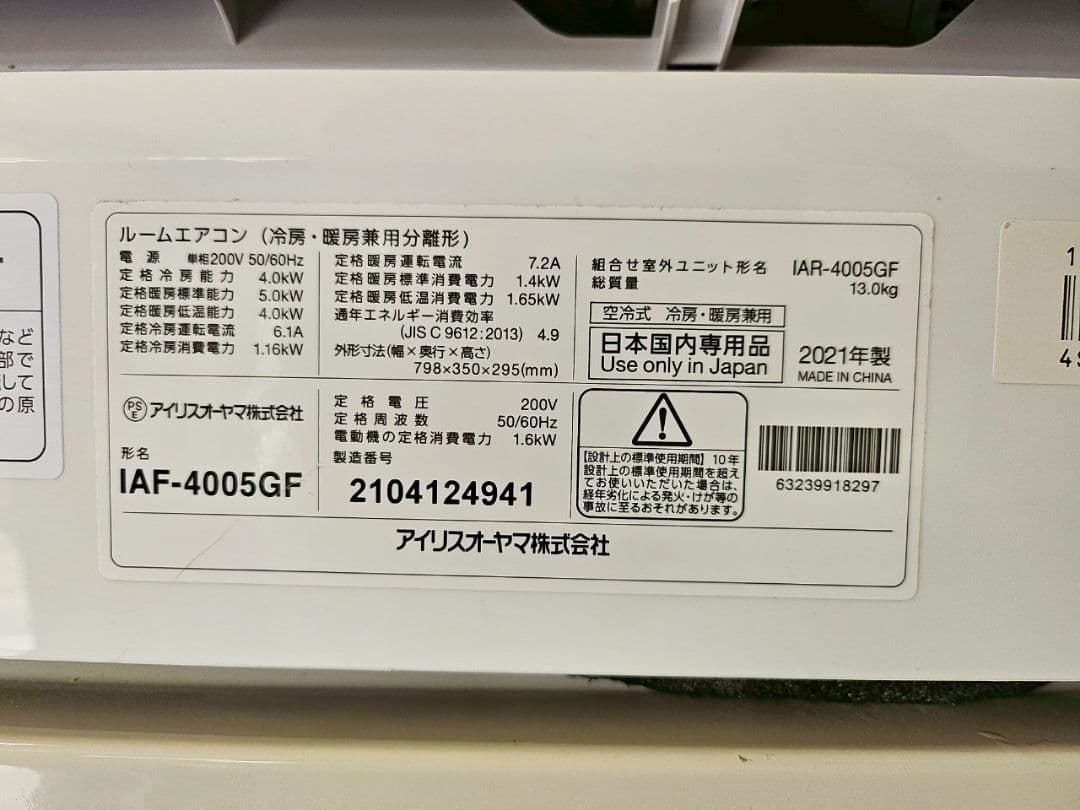 ルームエアコン（冷房・暖房兼用分離形）
電源 単相200V 50/60Hz
定格冷房能力 4.0kW
定格暖房標準能力 5.0kW
定格暖房低温能力 4.0kW
定格冷房運転電流 6.1A
定格冷房消費電力 1.16kW
定格暖房運転電流 7.2A
定格暖房標準消費電力 1.4kW
定格暖房低温消費電力 1.65kW
通年エネルギー消費効率
(JIS C 9612:2013) 4.9
外形寸法(幅×奥行×高さ)
798×350×295(mm)
組合せ室外ユニット形名 IAR-4005GF
総質量 13.0kg
空冷式 冷房・暖房兼用
日本国内専用品
Use only in Japan
2021年製
MADE IN CHINA
PSE アイリスオーヤマ株式会社
形名
IAF-4005GF
定格電圧 200V
定格周波数 50/60Hz
電動機の定格消費電力 1.6kW
製造番号
2104124941
【設計上の標準使用期間】10年
設計上の標準使用期間を超え
てお使いいただいた場合は、
経年劣化による発火・けが等の
事故に至るおそれがあります。
63239918297
アイリスオーヤマ株式会社
など
部で
して
の原
1
4S